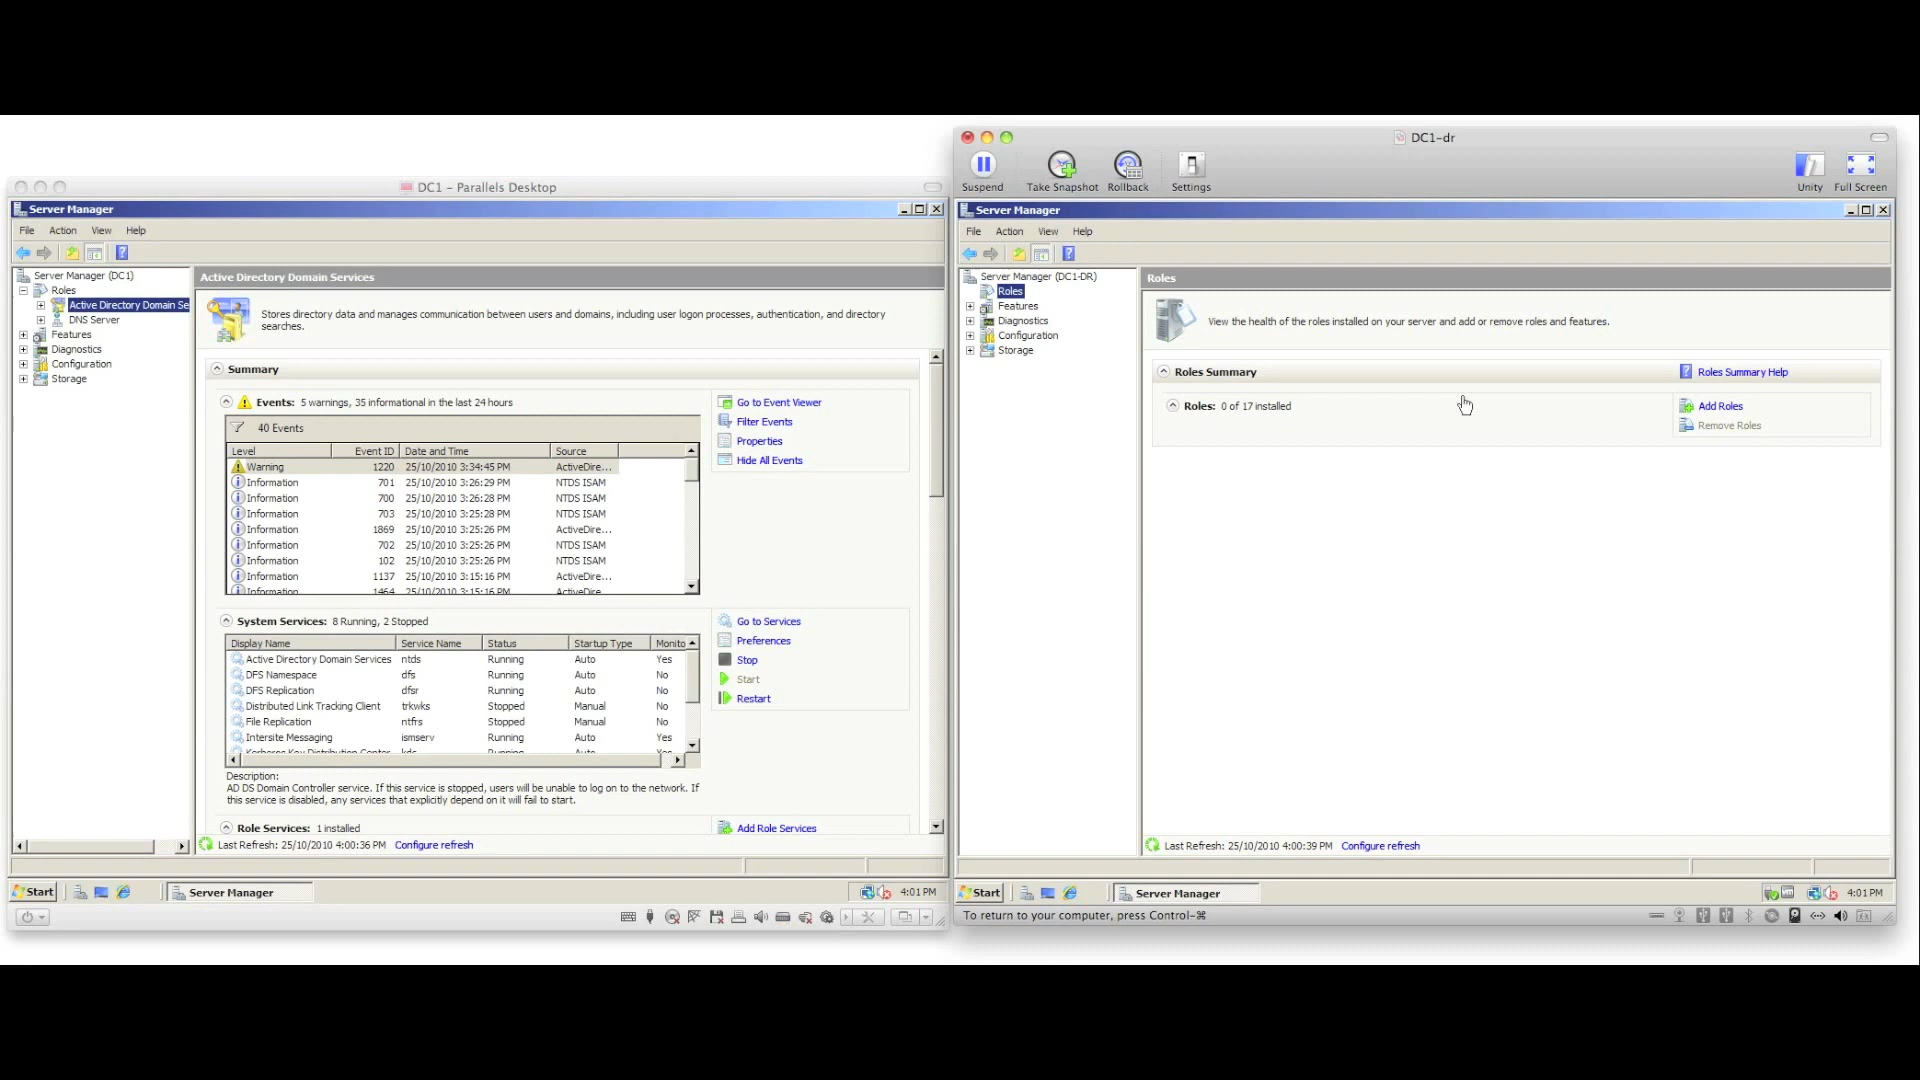 DC1 – Parallels Desktop
Server Manager
File Action View Help
Server Manager (DC1)
Roles
Active Directory Domain Se
DNS Server
Features
Diagnostics
Configuration
Storage
Active Directory Domain Services
Stores directory data and manages communication between users and domains, including user logon processes, authentication, and directory
searches.
Summary
Events: 5 warnings, 35 informational in the last 24 hours
40 Events
Level Event ID Date and Time Source
Warning 1220 25/10/2010 3:34:45 PM ActiveDire...
Information 701 25/10/2010 3:26:29 PM NTDS ISAM
Information 700 25/10/2010 3:26:28 PM NTDS ISAM
Information 703 25/10/2010 3:25:28 PM NTDS ISAM
Information 1869 25/10/2010 3:25:26 PM ActiveDire...
Information 702 25/10/2010 3:25:26 PM NTDS ISAM
Information 102 25/10/2010 3:25:26 PM NTDS ISAM
Information 1137 25/10/2010 3:15:16 PM ActiveDire...
Information 1464 25/10/2010 3:15:16 PM ActiveDire
Go to Event Viewer
Filter Events
Properties
Hide All Events
System Services: 8 Running, 2 Stopped
Display Name Service Name Status Startup Type Monito
Active Directory Domain Services ntds Running Auto Yes
DFS Namespace dfs Running Auto No
DFS Replication dfsr Running Auto No
Distributed Link Tracking Client trkwks Stopped Manual No
File Replication ntfrs Stopped Manual No
Intersite Messaging ismserv Running Auto Yes
Kerberos Key Distribution Center kdc Running Auto Yes
Go to Services
Preferences
Stop
Start
Restart
Description:
AD DS Domain Controller service. If this service is stopped, users will be unable to log on to the network. If
this service is disabled, any services that explicitly depend on it will fail to start.
Role Services: 1 installed
Add Role Services
Last Refresh: 25/10/2010 4:00:36 PM Configure refresh
Start Server Manager 4:01 PM
DC1-dr
Suspend Take Snapshot Rollback Settings Unity Full Screen
Server Manager
File Action View Help
Server Manager (DC1-DR)
Roles
Features
Diagnostics
Configuration
Storage
Roles
View the health of the roles installed on your server and add or remove roles and features.
Roles Summary
Roles Summary Help
Roles: 0 of 17 installed
Add Roles
Remove Roles
Last Refresh: 25/10/2010 4:00:39 PM Configure refresh
Start Server Manager 4:01 PM
To return to your computer, press Control-⌘